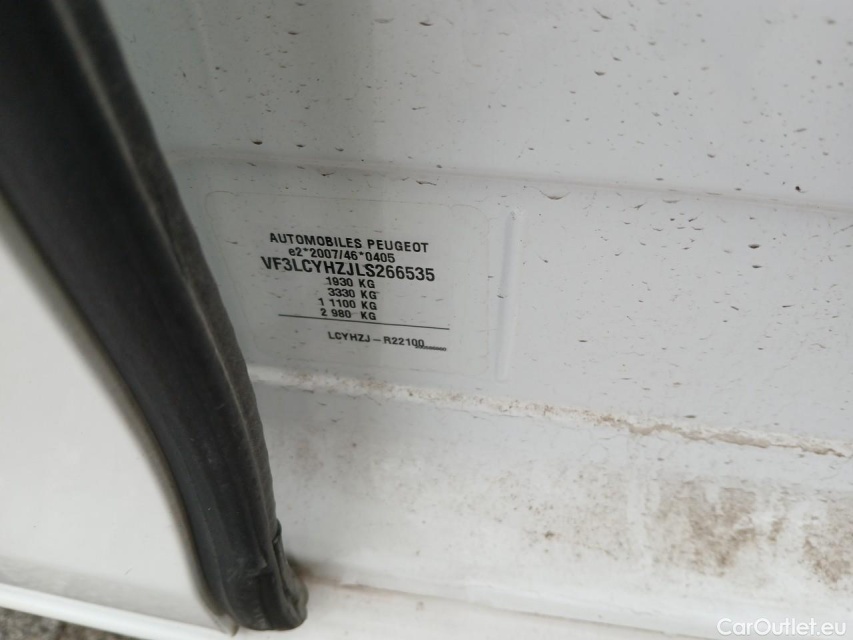 AUTOMOBILES PEUGEOT
e2*2007/46*0405
VF3LCYHZJLS266535
1930 KG
3330 KG
1 1100 KG
2 980 KG
LCYHZJ-R22100
CarOutlet.eu